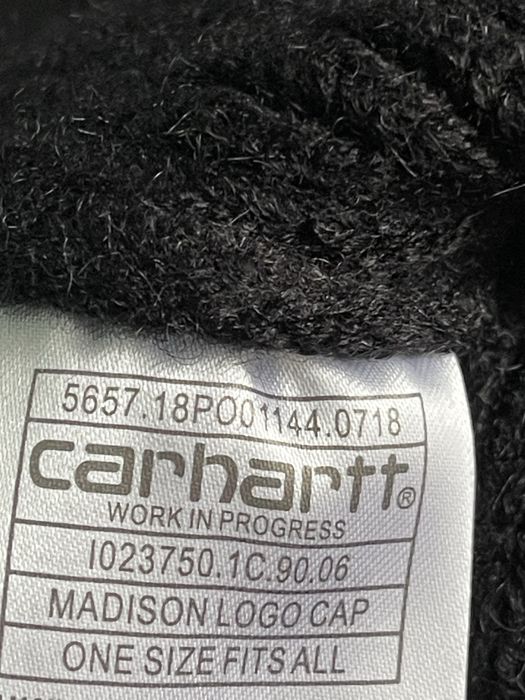 5657.18PO01144.0718
carhartt®
WORK IN PROGRESS
I023750.1C.90.06
MADISON LOGO CAP
ONE SIZE FITS ALL